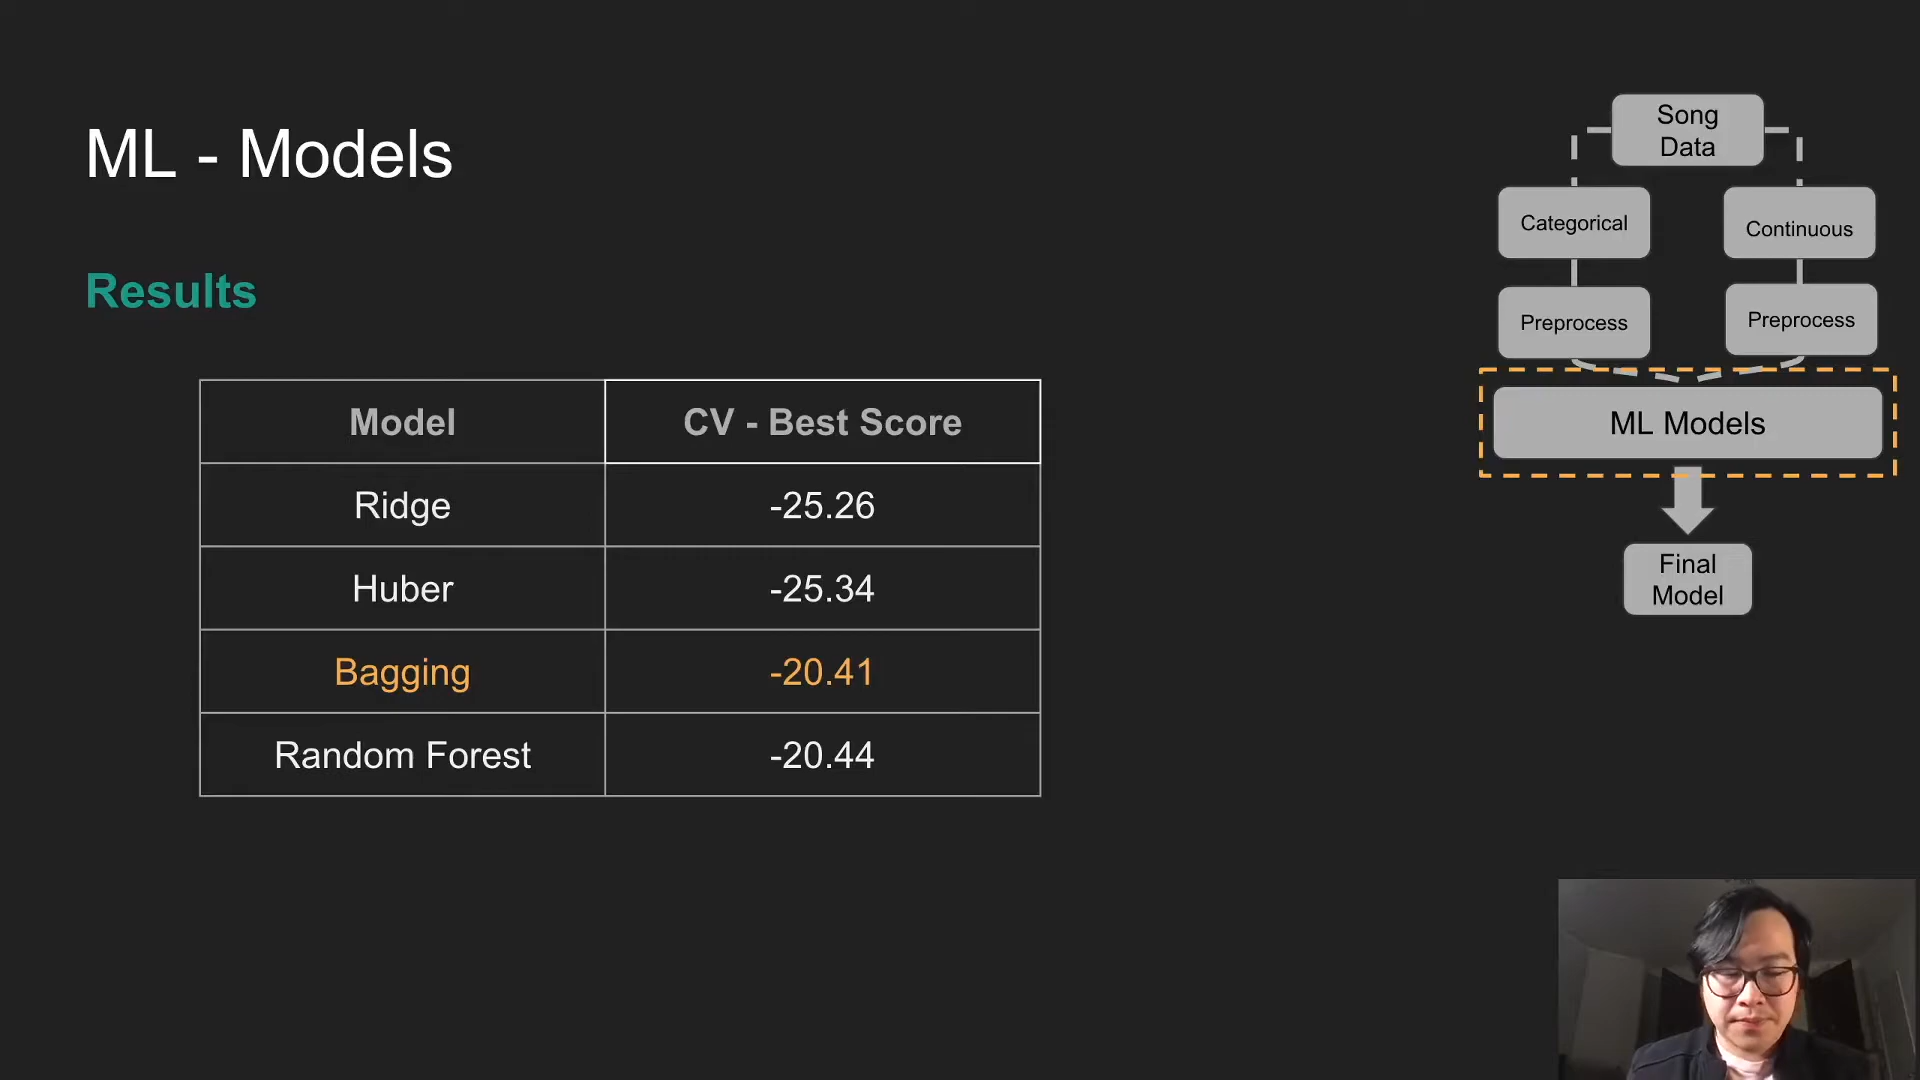 ML - Models
Results
Model CV - Best Score
Ridge -25.26
Huber -25.34
Bagging -20.41
Random Forest -20.44
Song
Data
Categorical
Continuous
Preprocess
Preprocess
ML Models
Final
Model